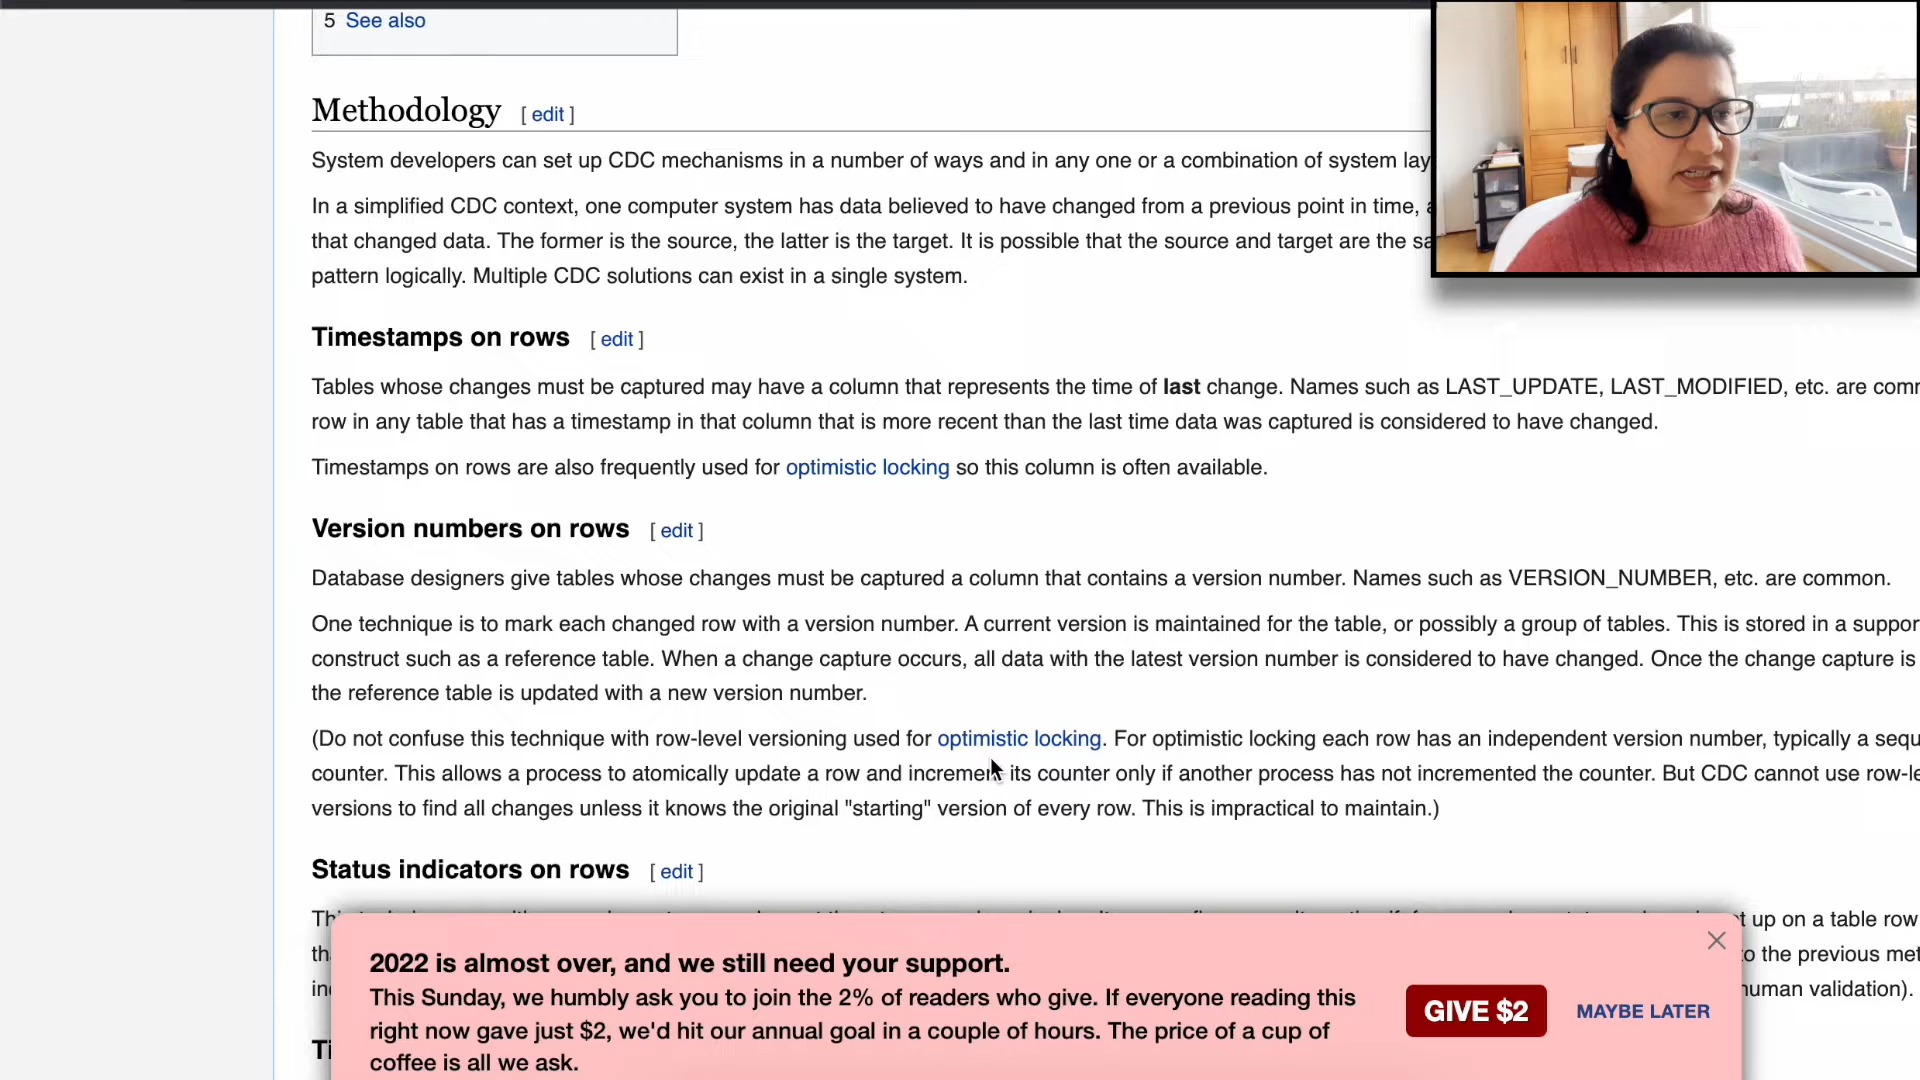 5 See also
Methodology [ edit ]
System developers can set up CDC mechanisms in a number of ways and in any one or a combination of system lay
In a simplified CDC context, one computer system has data believed to have changed from a previous point in time, a
that changed data. The former is the source, the latter is the target. It is possible that the source and target are the sa
pattern logically. Multiple CDC solutions can exist in a single system.
Timestamps on rows [ edit ]
Tables whose changes must be captured may have a column that represents the time of last change. Names such as LAST_UPDATE, LAST_MODIFIED, etc. are comm
row in any table that has a timestamp in that column that is more recent than the last time data was captured is considered to have changed.
Timestamps on rows are also frequently used for optimistic locking so this column is often available.
Version numbers on rows [ edit ]
Database designers give tables whose changes must be captured a column that contains a version number. Names such as VERSION_NUMBER, etc. are common.
One technique is to mark each changed row with a version number. A current version is maintained for the table, or possibly a group of tables. This is stored in a suppor
construct such as a reference table. When a change capture occurs, all data with the latest version number is considered to have changed. Once the change capture is
the reference table is updated with a new version number.
(Do not confuse this technique with row-level versioning used for optimistic locking. For optimistic locking each row has an independent version number, typically a sequ
counter. This allows a process to atomically update a row and increment its counter only if another process has not incremented the counter. But CDC cannot use row-le
versions to find all changes unless it knows the original "starting" version of every row. This is impractical to maintain.)
Status indicators on rows [ edit ]
t up on a table row
to the previous met
human validation).
2022 is almost over, and we still need your support.
This Sunday, we humbly ask you to join the 2% of readers who give. If everyone reading this
right now gave just $2, we'd hit our annual goal in a couple of hours. The price of a cup of
coffee is all we ask.
GIVE $2
MAYBE LATER